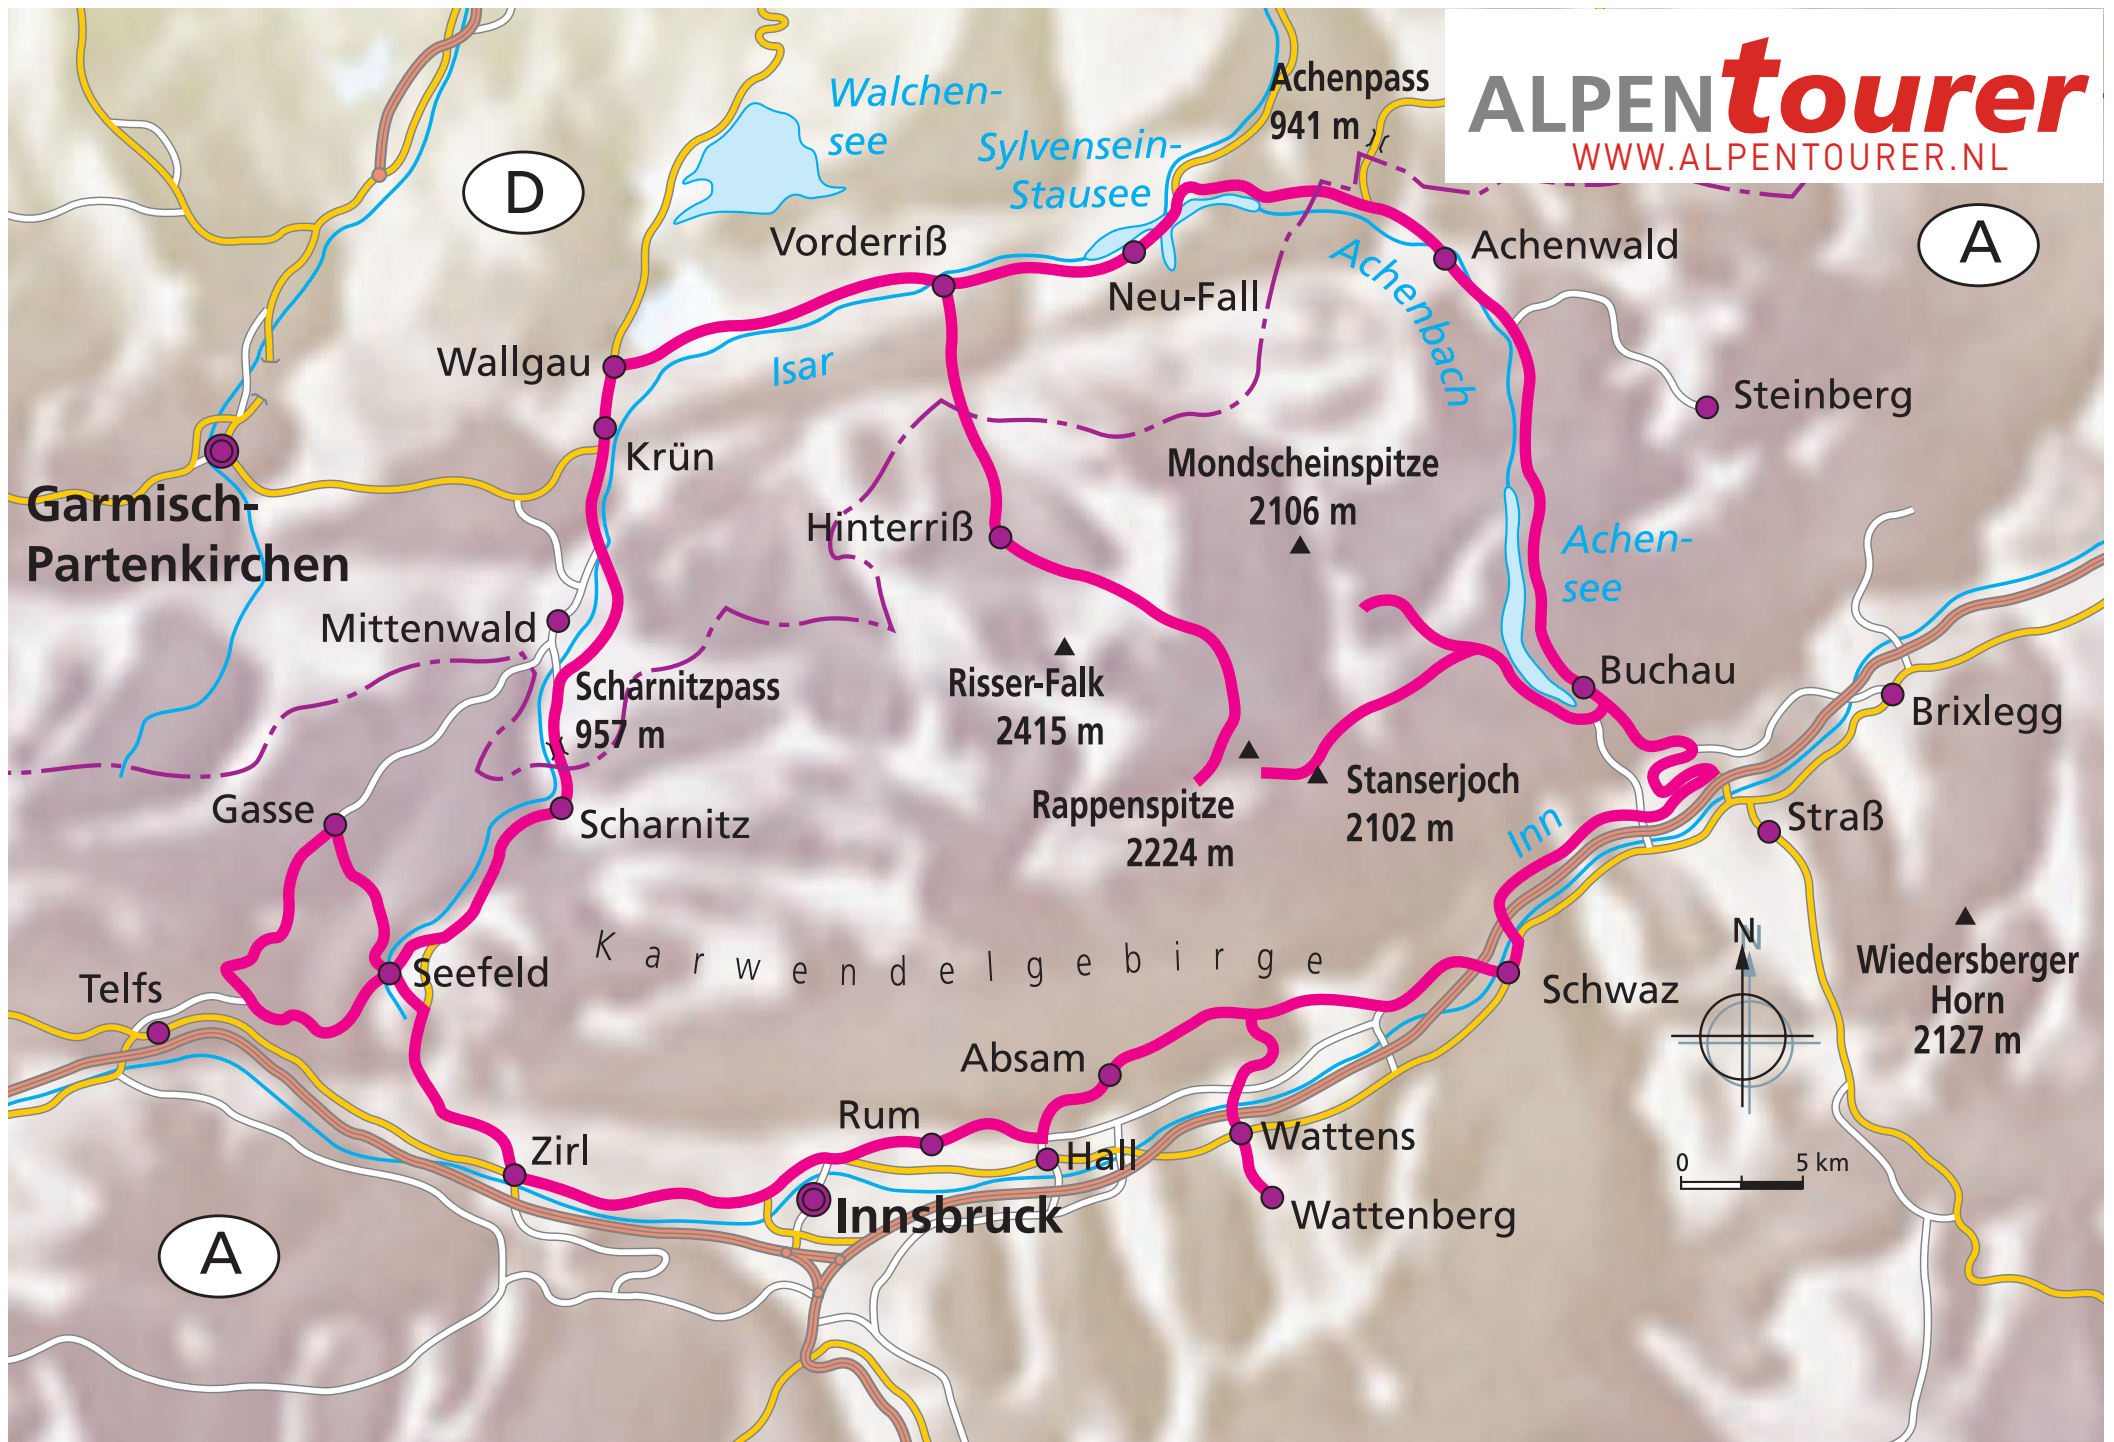 ALPENtourer
WWW.ALPENTOURER.NL
Achenpass
941 m
Walchen-
see
Sylvensein-
Stausee
D
A
Vorderriß
Neu-Fall
Achenwald
Achenbach
Wallgau
Isar
Steinberg
Krün
Garmisch-
Partenkirchen
Mondscheinspitze
2106 m
Hinterriß
Achen-
see
Mittenwald
Scharnitzpass
957 m
Risser-Falk
2415 m
Buchau
Brixlegg
Gasse
Scharnitz
Rappenspitze
2224 m
Stanserjoch
2102 m
Inn
Straß
Karwendelgebirge
N
Wiedersberger
Horn
2127 m
Telfs
Seefeld
Schwaz
Absam
Rum
Zirl
Hall
Wattens
0 5 km
Innsbruck
Wattenberg
A